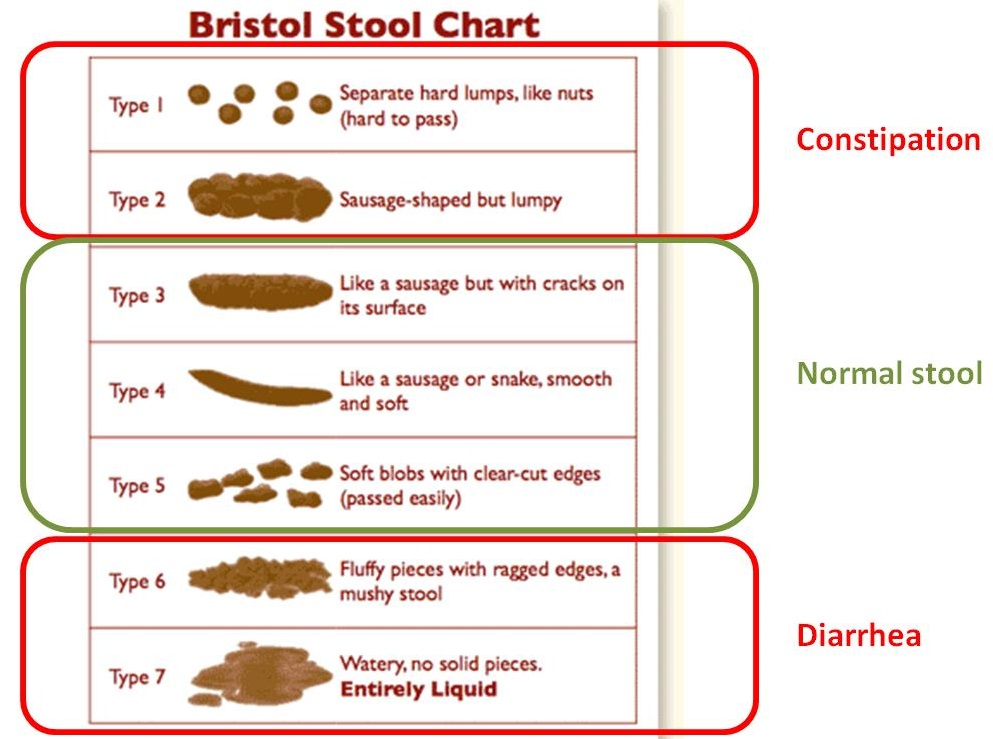 Bristol Stool Chart
Type 1
Separate hard lumps, like nuts
(hard to pass)
Constipation
Type 2
Sausage-shaped but lumpy
Type 3
Like a sausage but with cracks on
its surface
Type 4
Like a sausage or snake, smooth
and soft
Normal stool
Type 5
Soft blobs with clear-cut edges
(passed easily)
Type 6
Fluffy pieces with ragged edges, a
mushy stool
Diarrhea
Type 7
Watery, no solid pieces.
Entirely Liquid